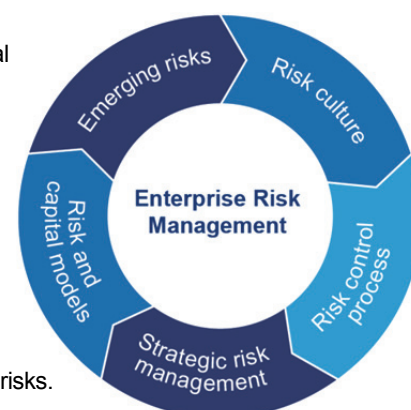 al
Emerging risks
Risk culture
Enterprise Risk
Management
Risk and
capital models
Risk control
process
Strategic risk
management
risks.